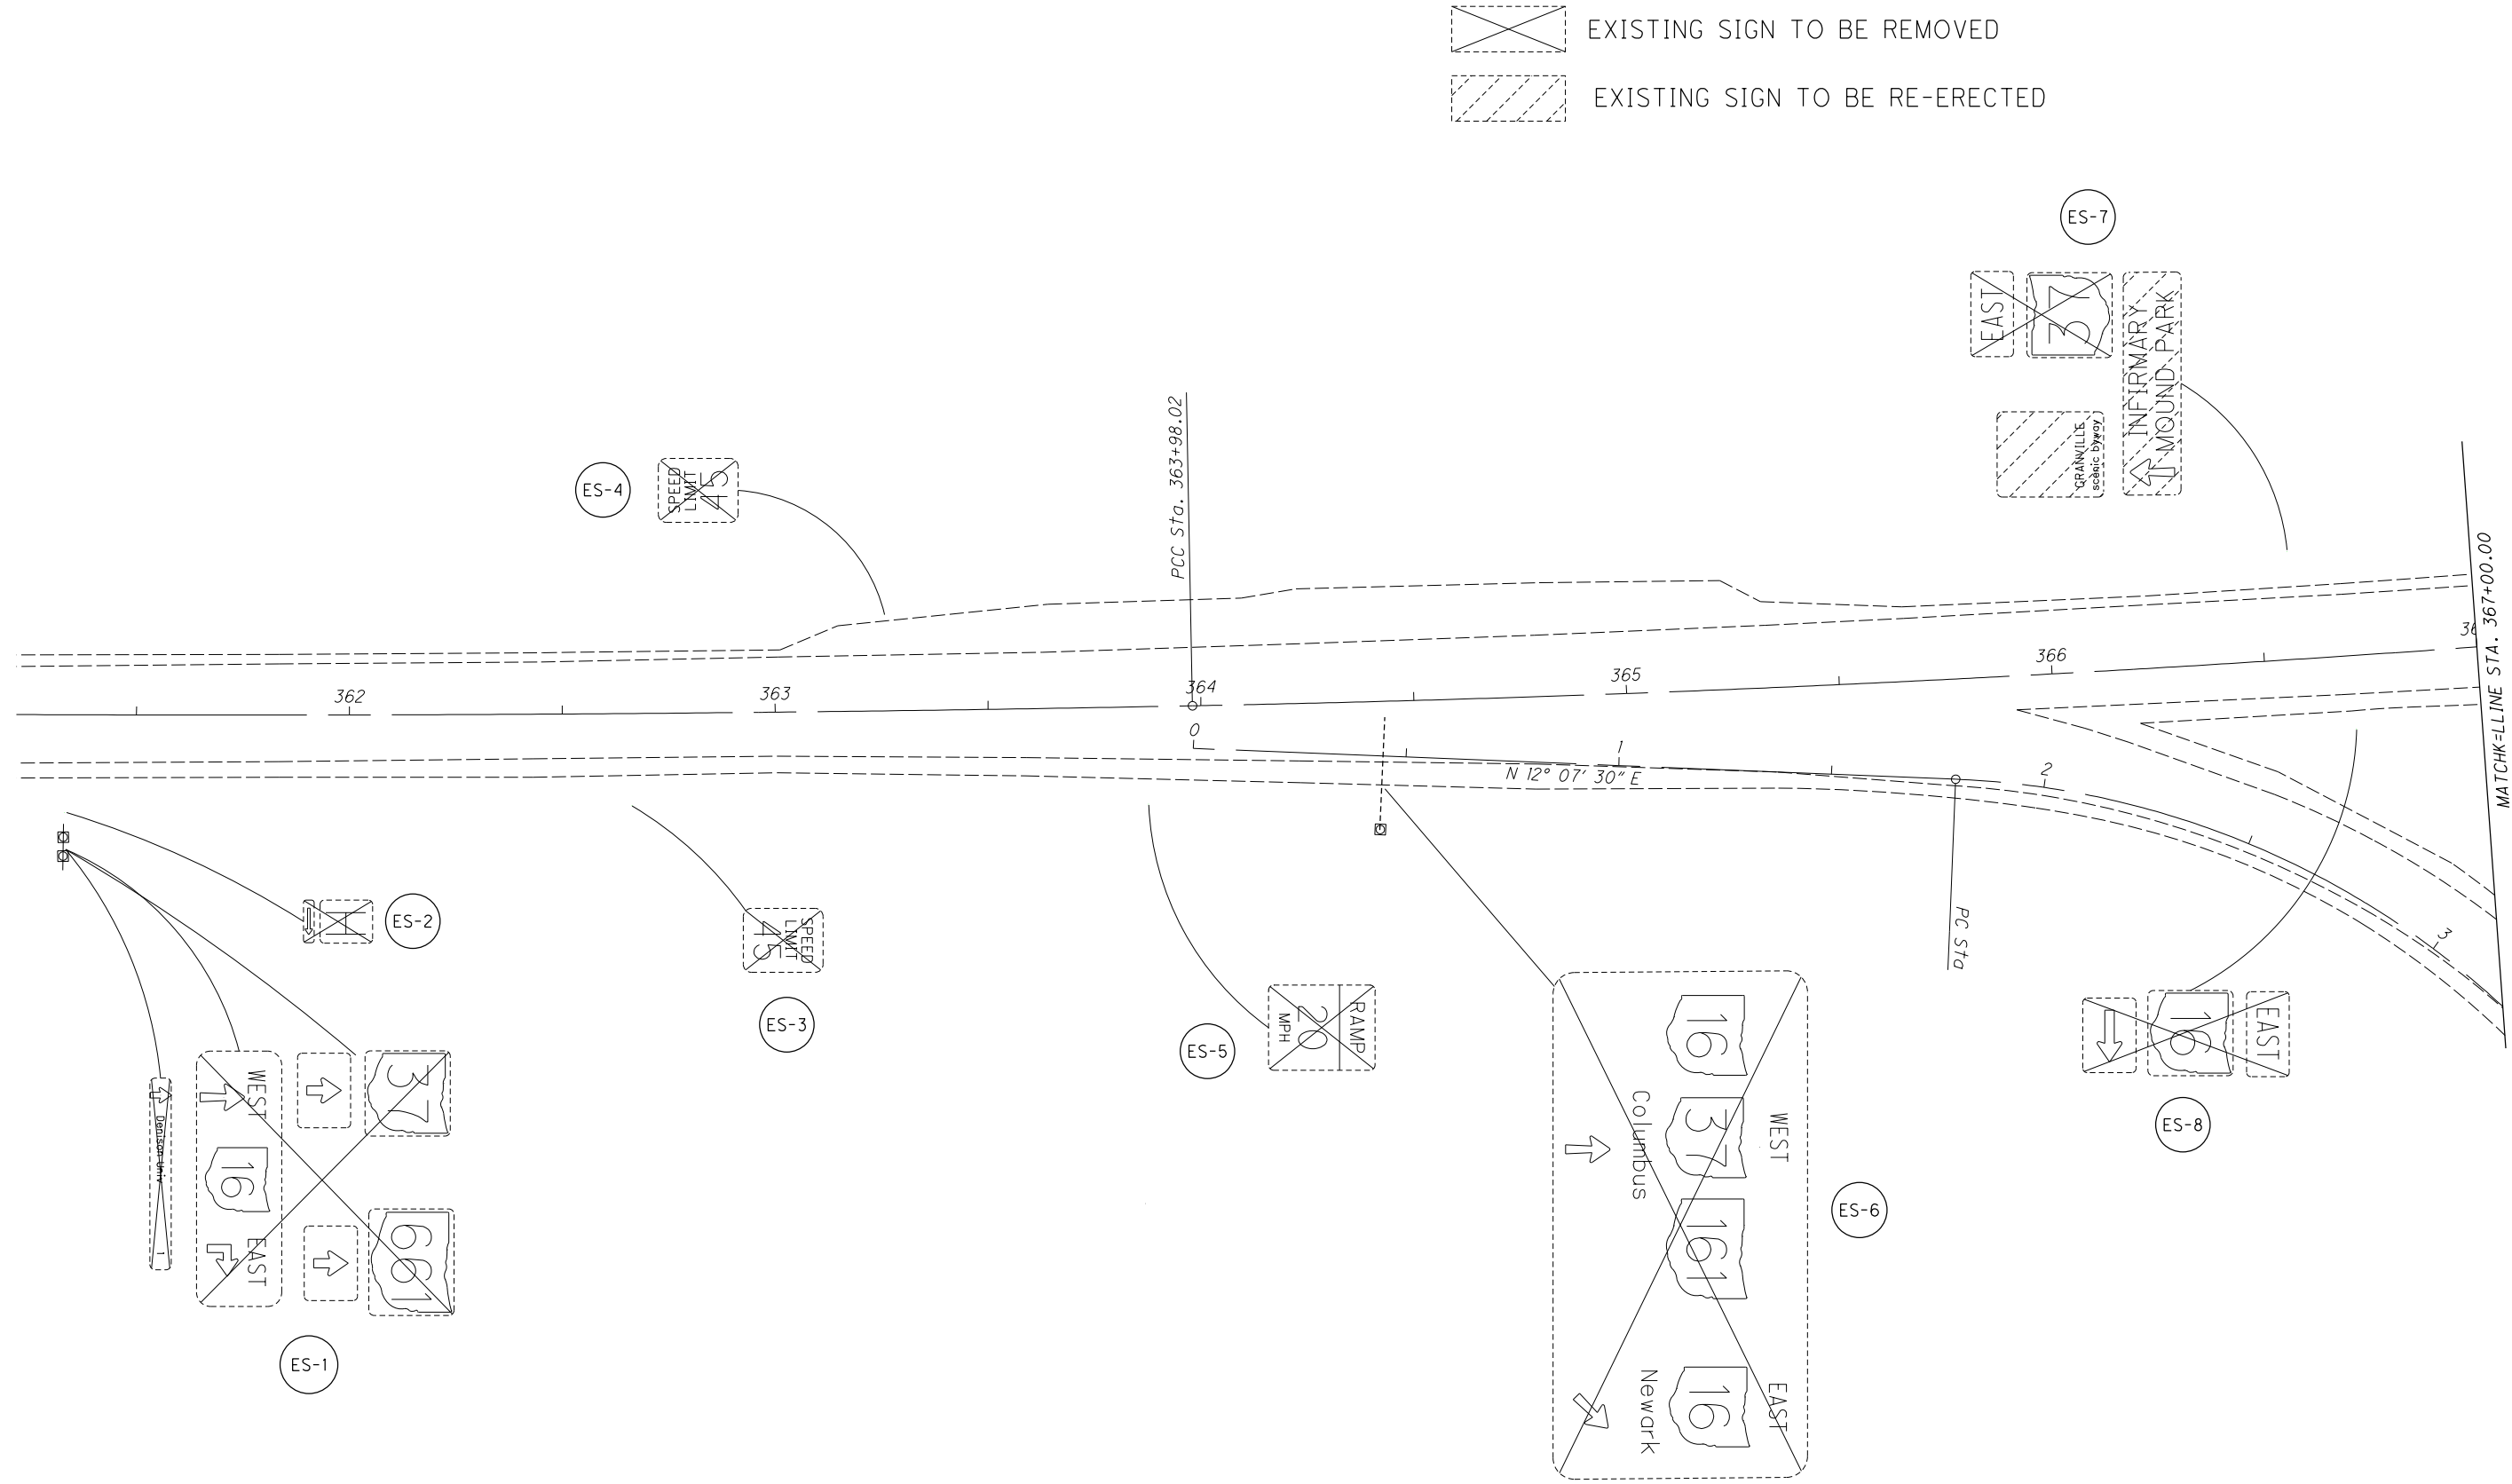 EXISTING SIGN TO BE REMOVED
EXISTING SIGN TO BE RE-ERECTED
ES-7
EAST
37
INFIRMARY
MOUND PARK
GRANVILLE
scenic byway
ES-4
SPEED
LIMIT
45
PCC Sta. 363+98.02
MATCHK=LLINE STA. 367+00.00
362
363
364
365
366
36
0
1
2
3
N 12° 07' 30" E
PC Sta
H
ES-2
SPEED
LIMIT
45
ES-3
RAMP
20
MPH
ES-5
Denison Univ 1
WEST
16
EAST
37
661
ES-1
WEST
16
37
161
Columbus
EAST
16
Newark
ES-6
EAST
16
ES-8